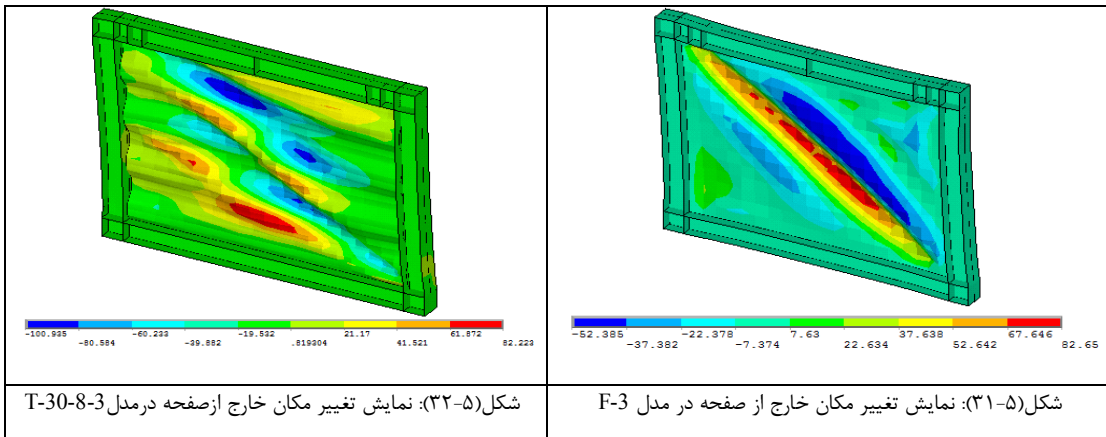 -100.935 -60.233 -19.532 21.17 61.872
-80.584 -39.882 .819304 41.521 82.223
-52.385 -22.378 7.63 37.638 67.646
-37.382 -7.374 22.634 52.642 82.65
شکل(۵-۳۱): نمایش تغییر مکان خارج از صفحه در مدل F-3
شکل(۵-۳۲): نمایش تغییر مکان خارج ازصفحه درمدلT-30-8-3